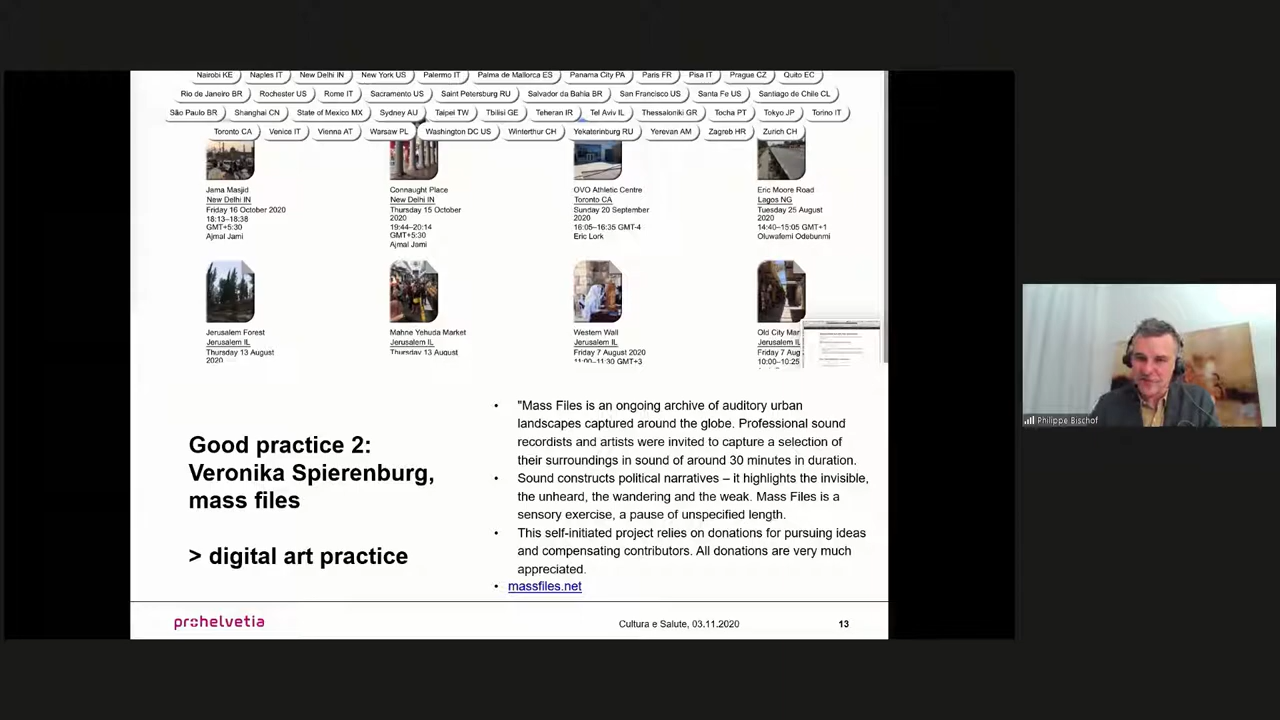 Nairobi KE Naples IT New Delhi IN New York US Palermo IT Palma de Mallorca ES Panama City PA Paris FR Pisa IT Prague CZ Quito EC
Rio de Janeiro BR Rochester US Rome IT Sacramento US Saint Petersburg RU Salvador da Bahia BR San Francisco US Santa Fe US Santiago de Chile CL
São Paulo BR Shanghai CN State of Mexico MX Sydney AU Taipei TW Tbilisi GE Teheran IR Tel Aviv IL Thessaloniki GR Tocha PT Tokyo JP Torino IT
Toronto CA Venice IT Vienna AT Warsaw PL Washington DC US Winterthur CH Yekaterinburg RU Yerevan AM Zagreb HR Zurich CH
Jama Masjid
New Delhi IN
Friday 16 October 2020
18:13–18:38
GMT+5:30
Ajmal Jami
Connaught Place
New Delhi IN
Thursday 15 October
2020
19:44–20:14
GMT+5:30
Ajmal Jami
OVO Athletic Centre
Toronto CA
Sunday 20 September
2020
16:05–16:35 GMT-4
Eric Lork
Eric Moore Road
Lagos NG
Tuesday 25 August
2020
14:40–15:05 GMT+1
Oluwafemi Odebunmi
Jerusalem Forest
Jerusalem IL
Thursday 13 August
2020
Mahne Yehuda Market
Jerusalem IL
Thursday 13 August
Western Wall
Jerusalem IL
Friday 7 August 2020
11:00–11:30 GMT+3
Old City Mar
Jerusalem IL
Friday 7 Aug
10:00–10:25
Good practice 2:
Veronika Spierenburg,
mass files
> digital art practice
• "Mass Files is an ongoing archive of auditory urban
landscapes captured around the globe. Professional sound
recordists and artists were invited to capture a selection of
their surroundings in sound of around 30 minutes in duration.
• Sound constructs political narratives – it highlights the invisible,
the unheard, the wandering and the weak. Mass Files is a
sensory exercise, a pause of unspecified length.
• This self-initiated project relies on donations for pursuing ideas
and compensating contributors. All donations are very much
appreciated.
• massfiles.net
prohelvetia
Cultura e Salute, 03.11.2020
13
Philippe Bischof